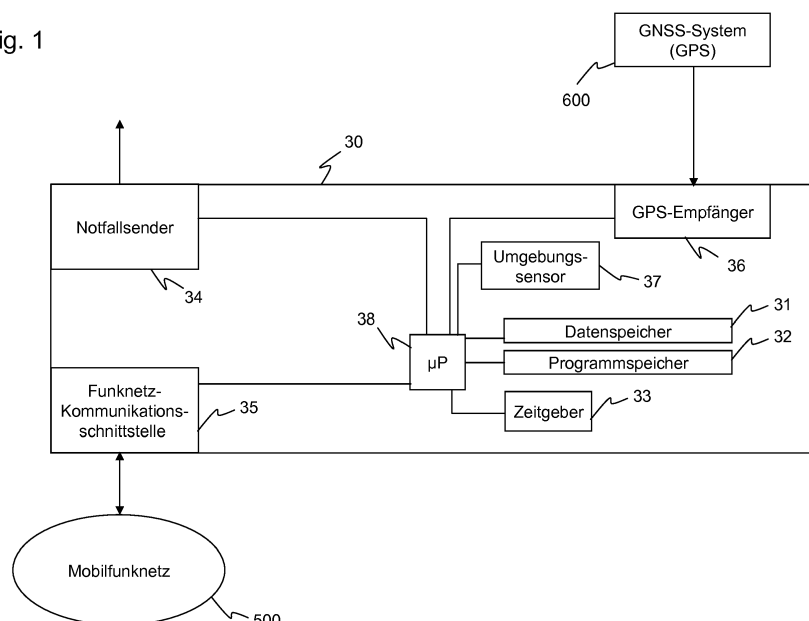 ig. 1
GNSS-System
(GPS)
600
30
Notfallsender
34
GPS-Empfänger
36
Umgebungs-
sensor
37
38
µP
Datenspeicher
31
Programmspeicher
32
Zeitgeber
33
Funknetz-
Kommunikations-
schnittstelle
35
Mobilfunknetz
500